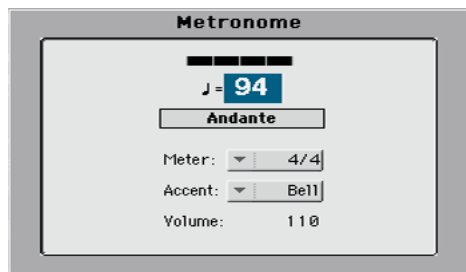 Metronome
♩= 94
Andante
Meter: 4/4
Accent: Bell
Volume: 110